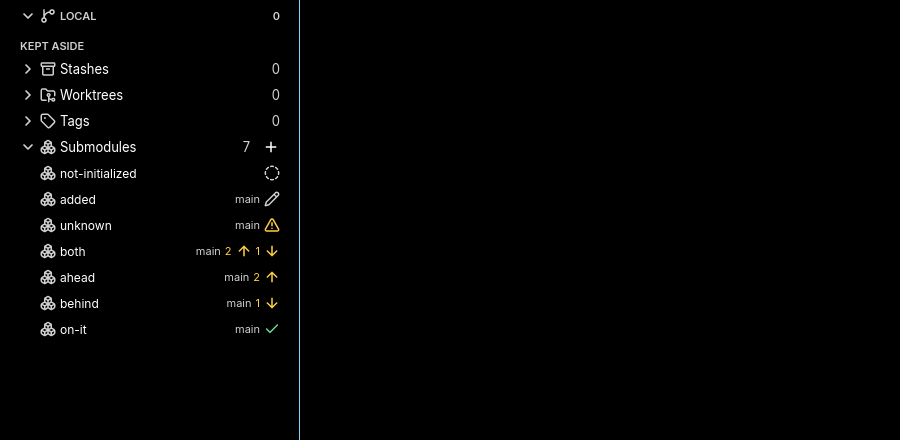 LOCAL 0
KEPT ASIDE
Stashes 0
Worktrees 0
Tags 0
Submodules 7
not-initialized
added main
unknown main
both main 2 1
ahead main 2
behind main 1
on-it main